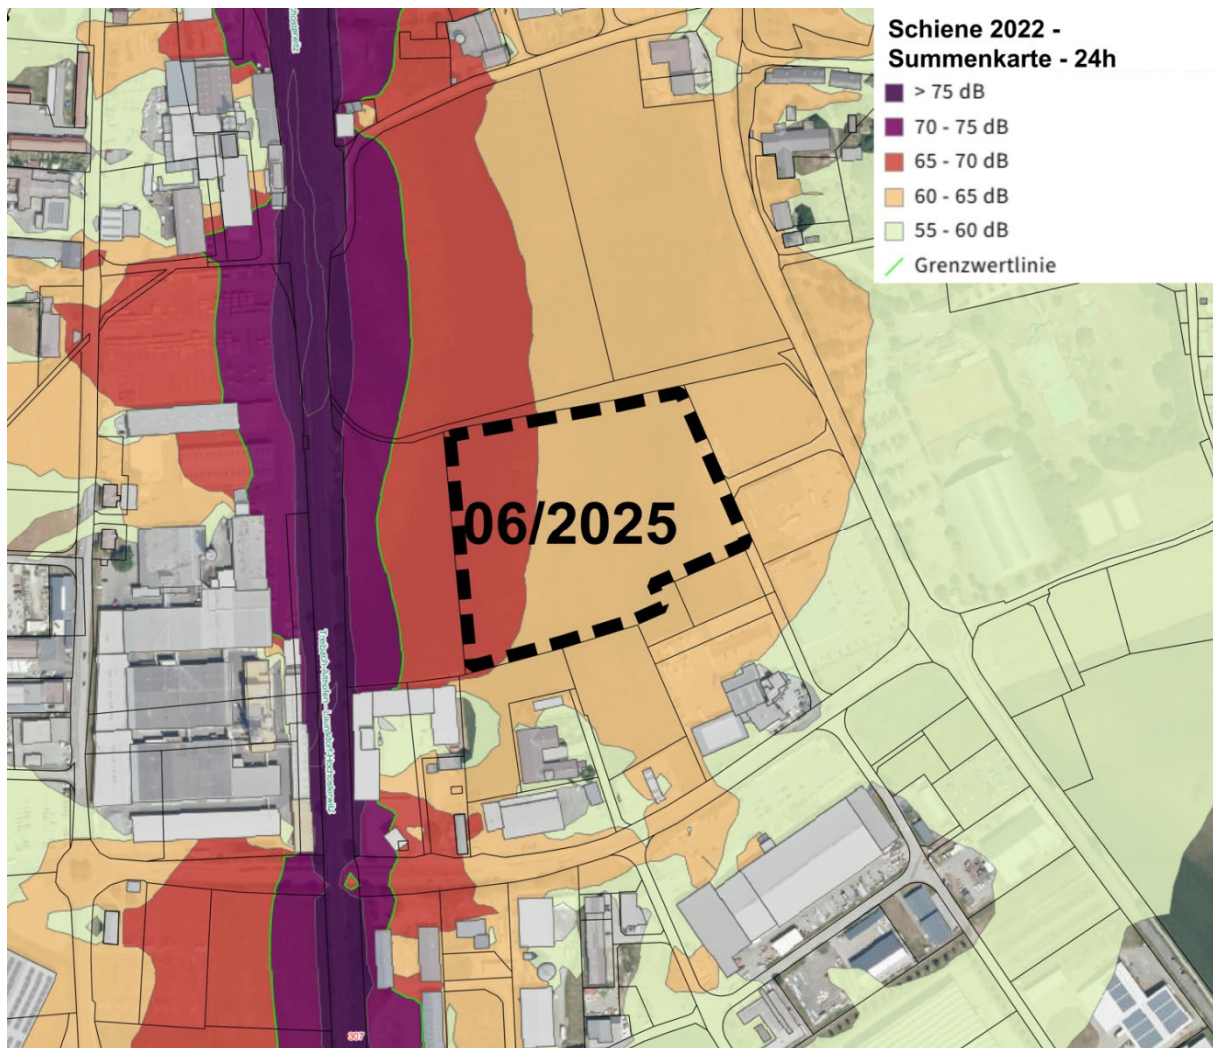 Schiene 2022 -
Summenkarte - 24h
> 75 dB
70 - 75 dB
65 - 70 dB
60 - 65 dB
55 - 60 dB
Grenzwertlinie
06/2025
307